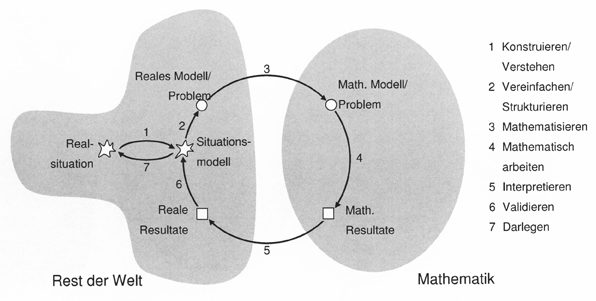 Reales Modell/
Problem
3
Math. Modell/
Problem
1
2
Real-
situation
Situations-
modell
7
4
6
Reale
Resultate
Math.
Resultate
5
Rest der Welt
Mathematik
1 Konstruieren/
Verstehen
2 Vereinfachen/
Strukturieren
3 Mathematisieren
4 Mathematisch
arbeiten
5 Interpretieren
6 Validieren
7 Darlegen